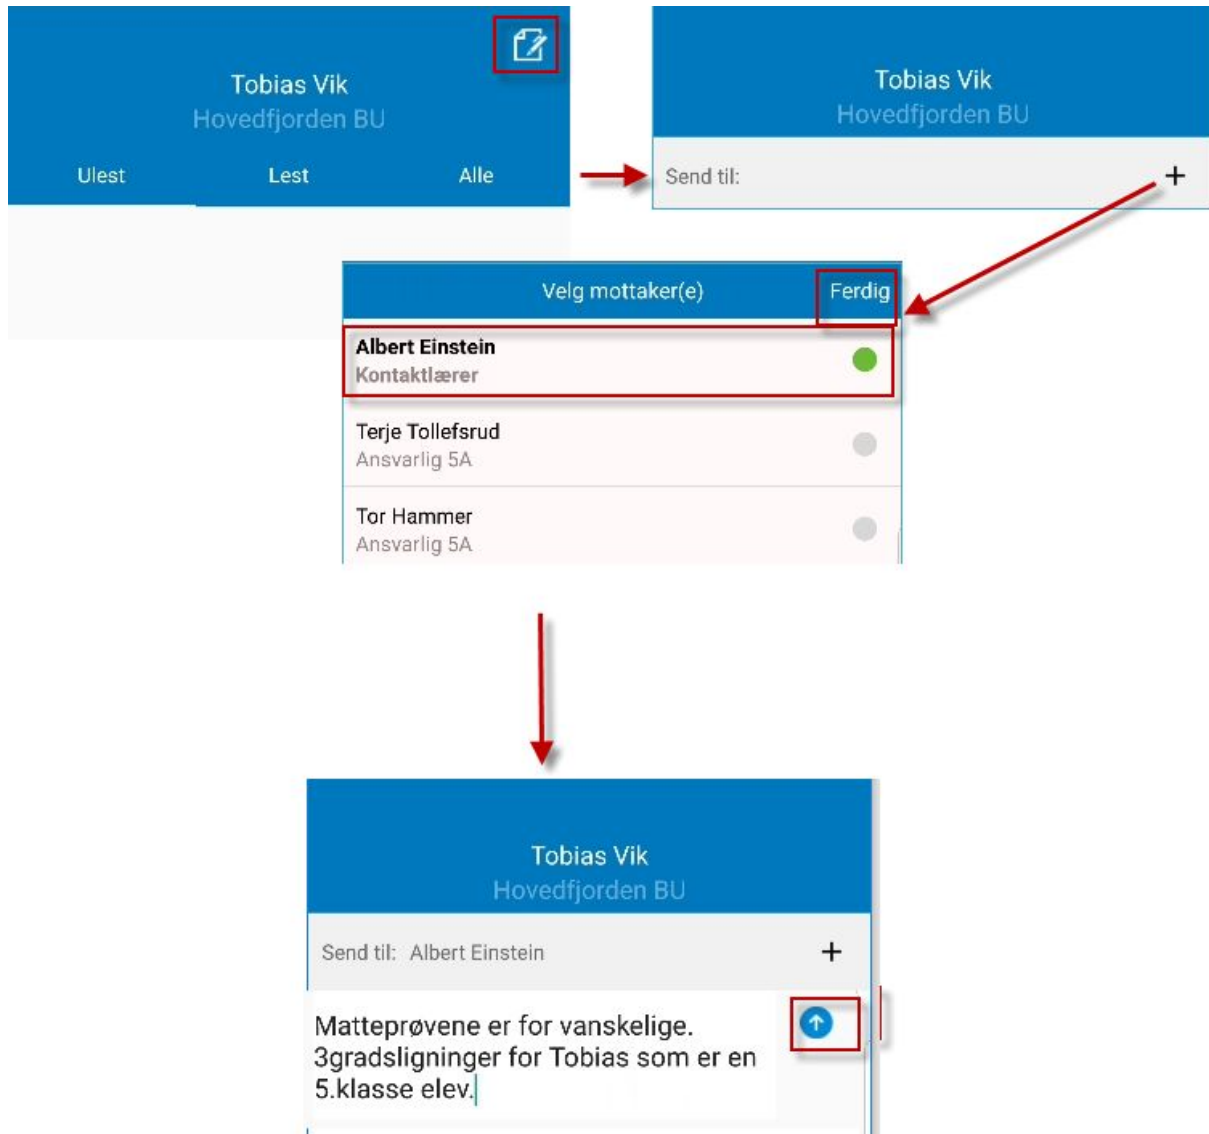 Tobias Vik
Hovedfjorden BU
Ulest Lest Alle
Tobias Vik
Hovedfjorden BU
Send til: +
Velg mottaker(e) Ferdig
Albert Einstein
Kontaktlærer
Terje Tollefsrud
Ansvarlig 5A
Tor Hammer
Ansvarlig 5A
Tobias Vik
Hovedfjorden BU
Send til: Albert Einstein +
Matteprøvene er for vanskelige.
3gradsligninger for Tobias som er en
5.klasse elev.